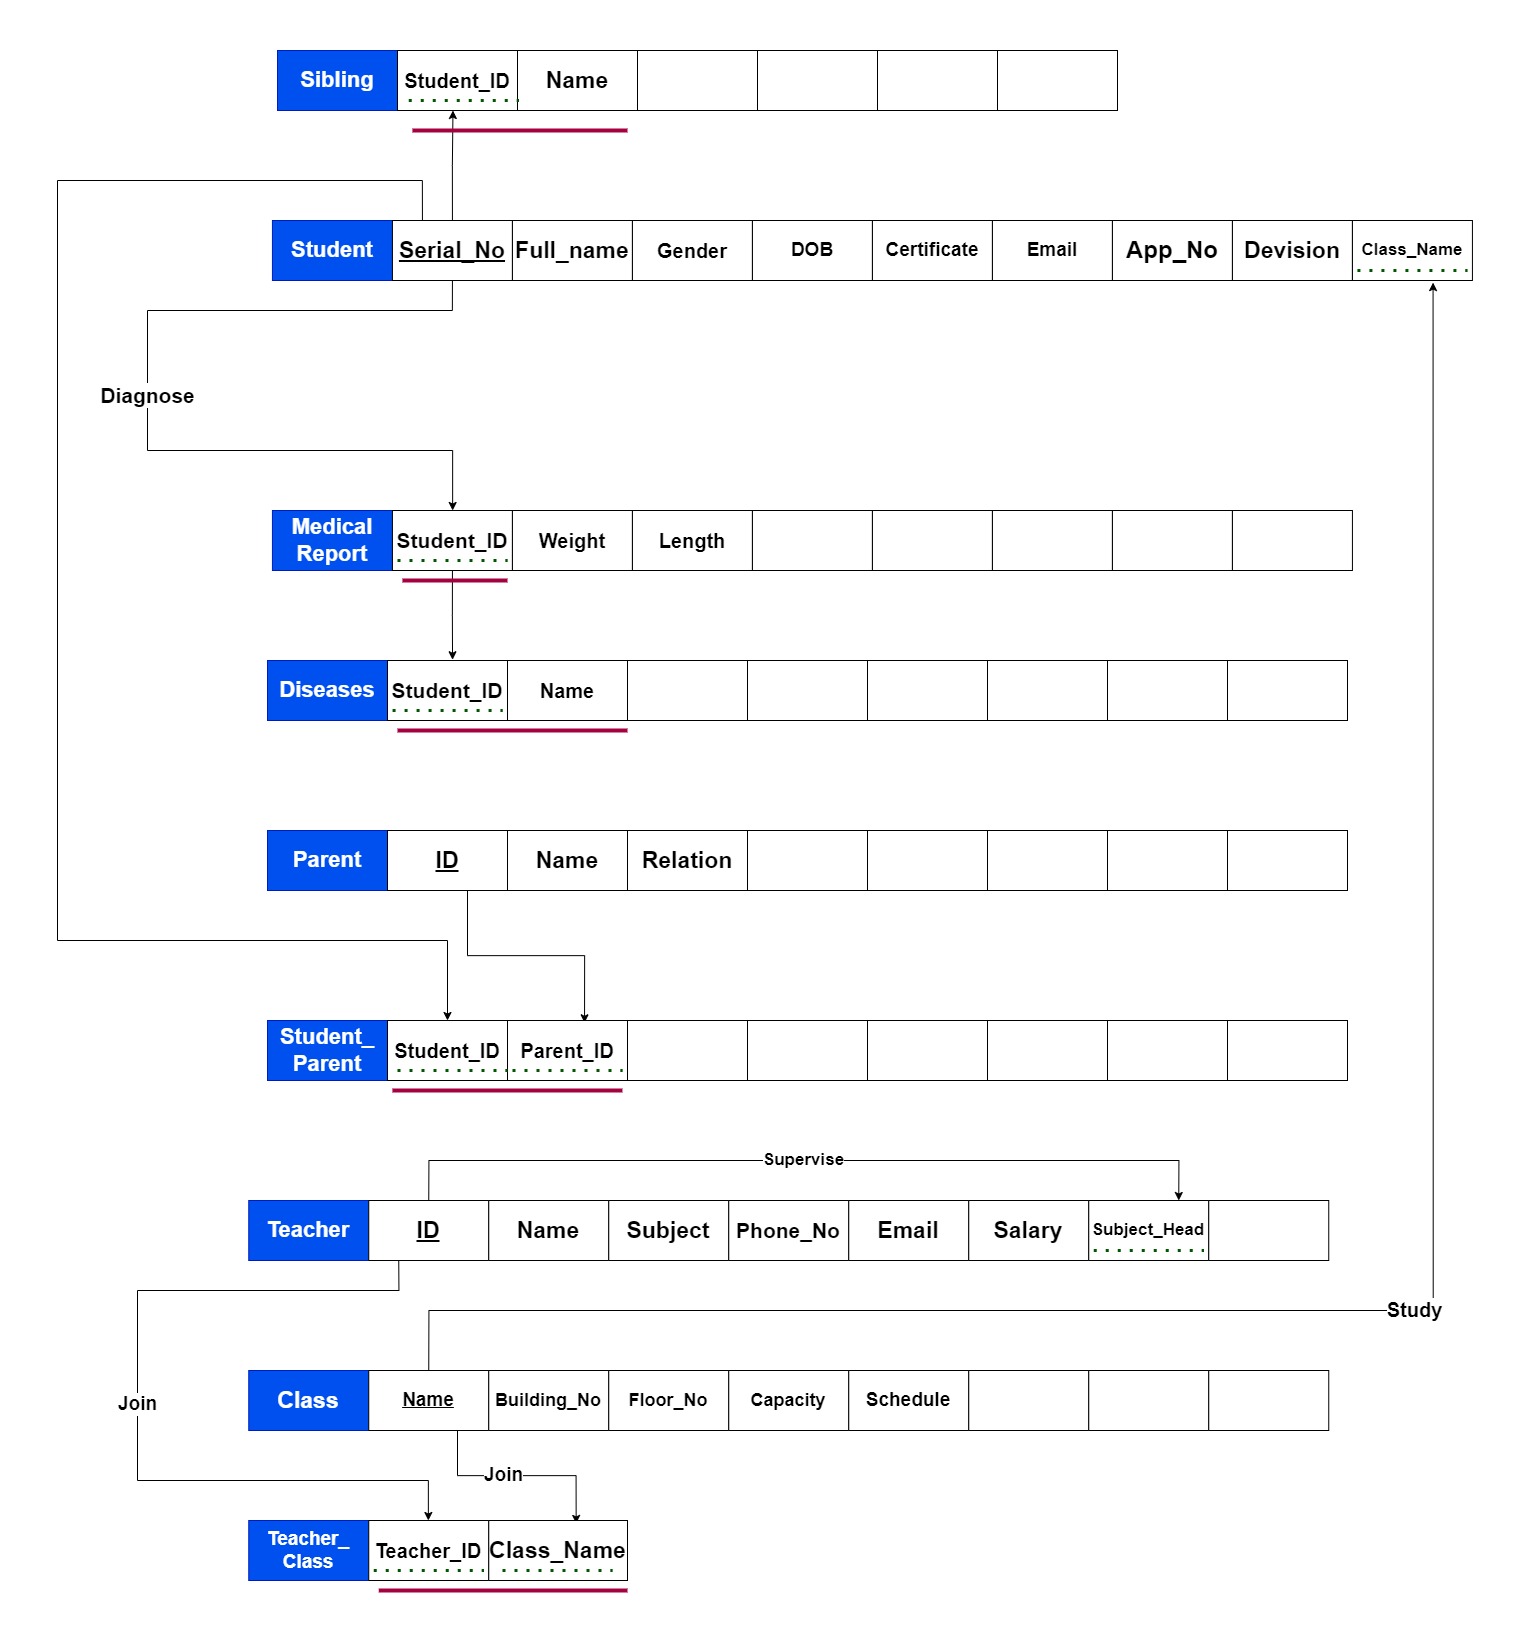 Sibling Student_ID Name
Student Serial_No Full_name Gender DOB Certificate Email App_No Devision Class_Name
Diagnose
Medical
Report
Student_ID Weight Length
Diseases Student_ID Name
Parent ID Name Relation
Student_
Parent
Student_ID Parent_ID
Supervise
Teacher ID Name Subject Phone_No Email Salary Subject_Head
Study
Class Name Building_No Floor_No Capacity Schedule
Join
Join
Teacher_
Class
Teacher_ID Class_Name